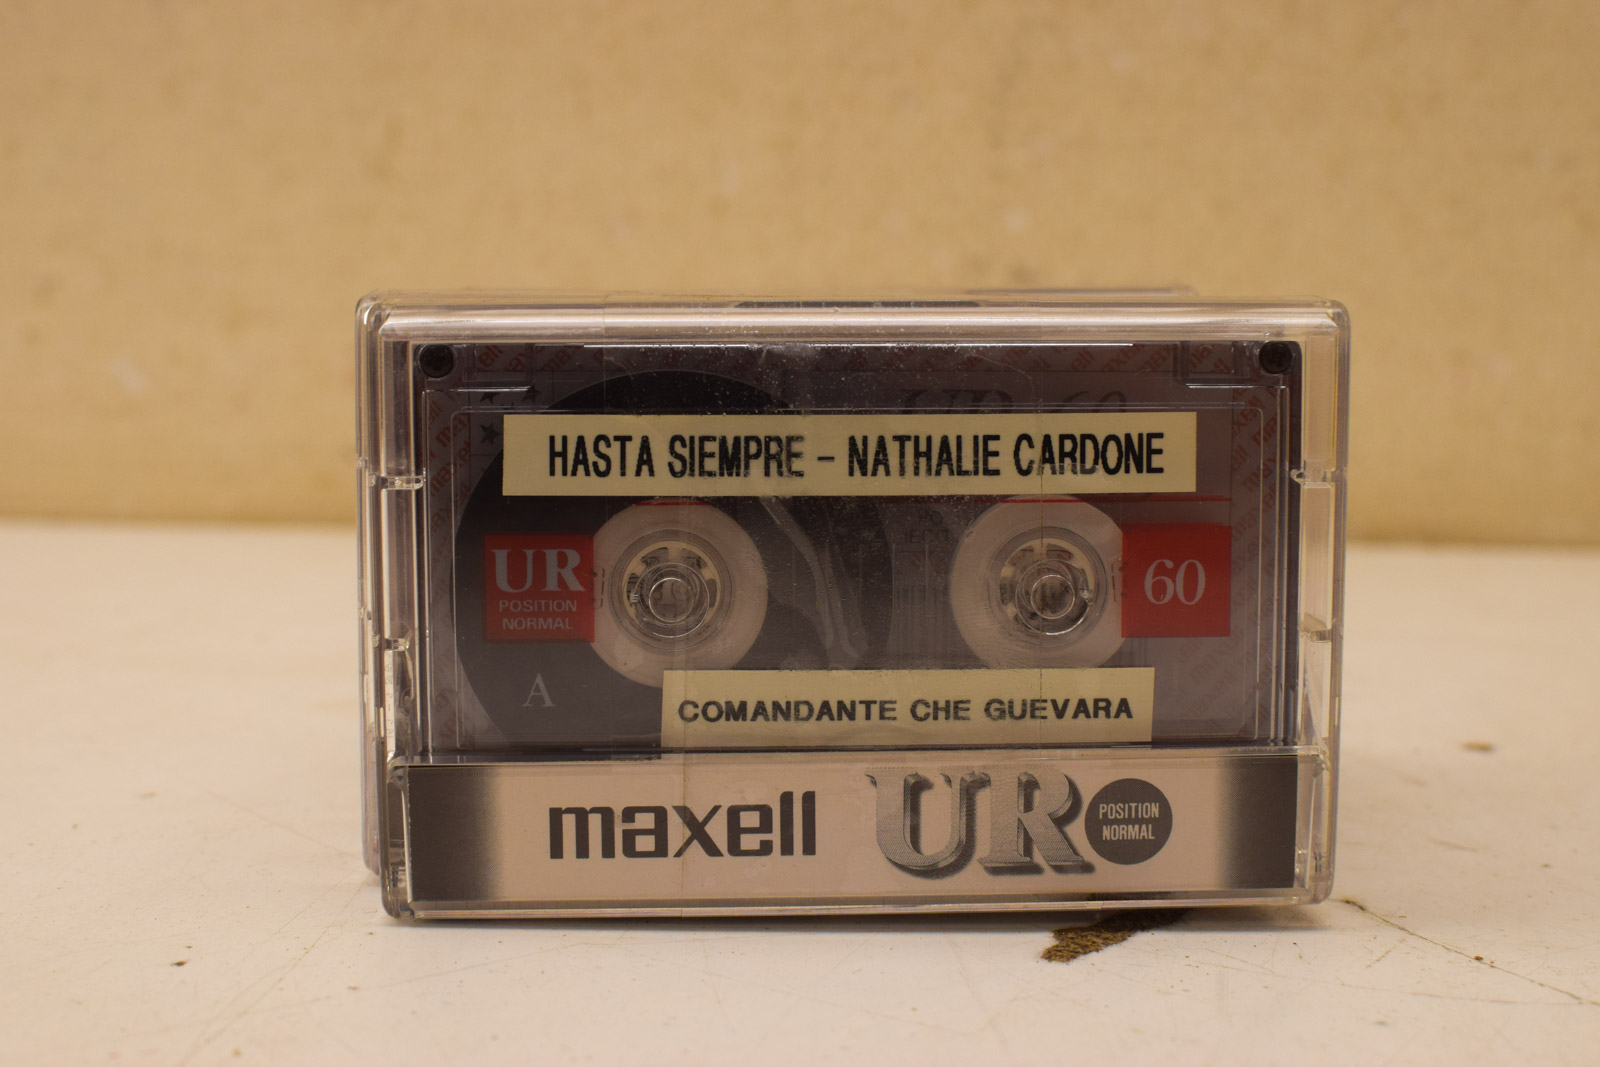 HASTA SIEMPRE - NATHALIE CARDONE
UR
POSITION
NORMAL
60
A
COMANDANTE CHE GUEVARA
maxell UR POSITION
NORMAL